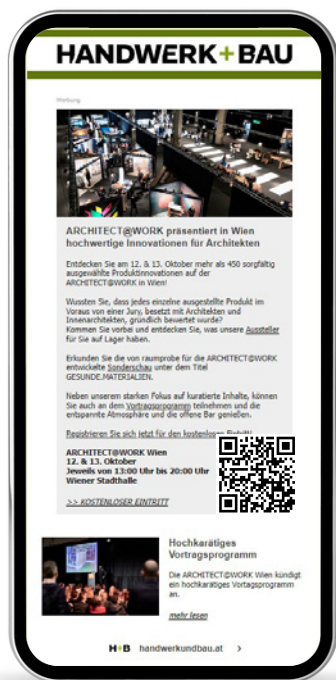 HANDWERK+BAU
Werbung
ARCHITECT@WORK präsentiert in Wien
hochwertige Innovationen für Architekten
Entdecken Sie am 12. & 13. Oktober mehr als 450 sorgfältig
ausgewählte Produktinnovationen auf der
ARCHITECT@WORK in Wien!
Wussten Sie, dass jedes einzelne ausgestellte Produkt im
Voraus von einer Jury, besetzt mit Architekten und
Innenarchitekten, gründlich bewertet wurde?
Kommen Sie vorbei und entdecken Sie, was unsere Aussteller
für Sie auf Lager haben.
Erkunden Sie die von raumprobe für die ARCHITECT@WORK
entwickelte Sonderschau unter dem Titel
GESUNDE.MATERIALIEN.
Neben unserem starken Fokus auf kuratierte Inhalte, können
Sie auch an dem Vortragsprogramm teilnehmen und die
entspannte Atmosphäre und die offene Bar genießen.
Registrieren Sie sich jetzt für den kostenlosen Eintritt!
ARCHITECT@WORK Wien
12. & 13. Oktober
Jeweils von 13:00 Uhr bis 20:00 Uhr
Wiener Stadthalle
>> KOSTENLOSER EINTRITT
Hochkarätiges
Vortragsprogramm
Die ARCHITECT@WORK Wien kündigt
ein hochkarätiges Vortragsprogramm
an.
mehr lesen
H+B handwerkundbau.at >